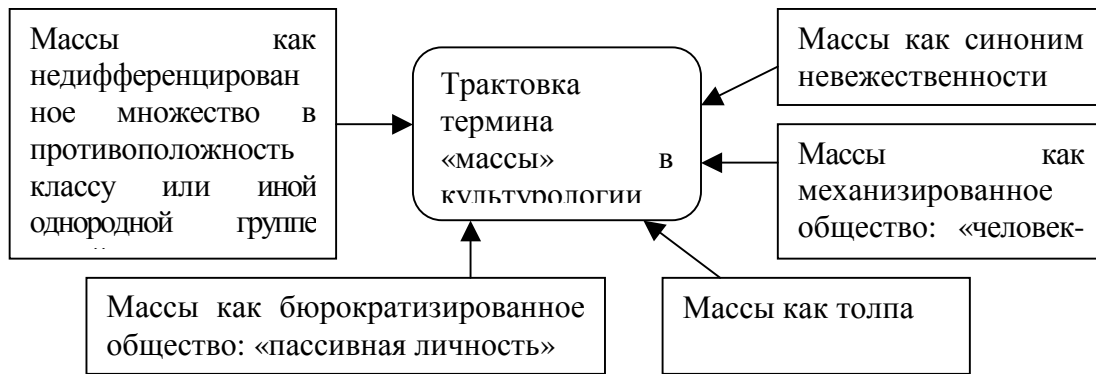 Массы как
недифференцирован
ное множество в
противоположность
классу или иной
однородной группе
Трактовка
термина
«массы» в
культурологии
Массы как синоним
невежественности
Массы как
механизированное
общество: «человек-
Массы как бюрократизированное
общество: «пассивная личность»
Массы как толпа